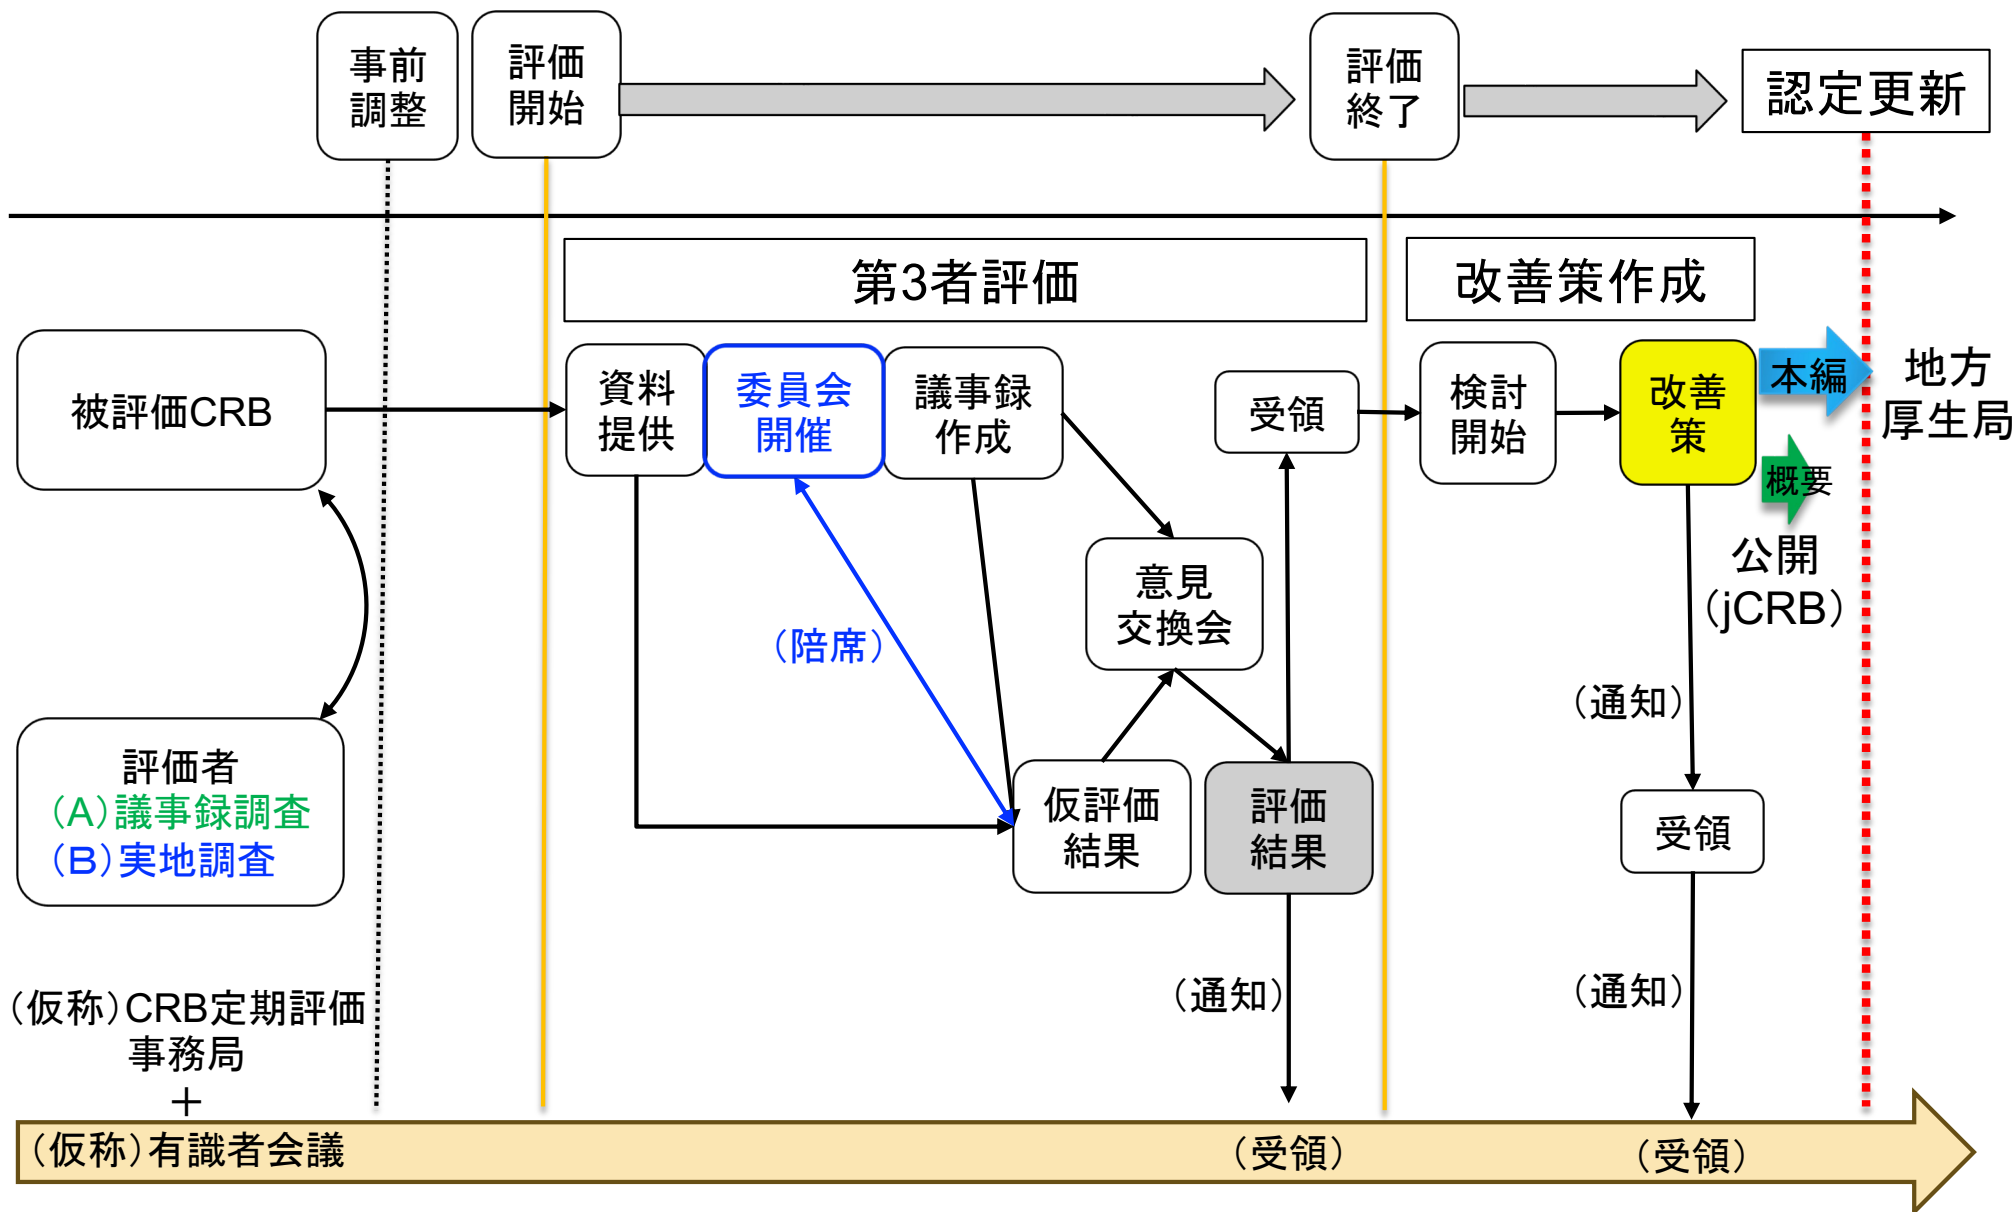 事前
調整
評価
開始
評価
終了
認定更新
第3者評価
改善策作成
被評価CRB
資料
提供
委員会
開催
議事録
作成
受領
検討
開始
改善
策
本編
地方
厚生局
概要
公開
（jCRB）
意見
交換会
（陪席）
（通知）
評価者
（A）議事録調査
（B）実地調査
仮評価
結果
評価
結果
受領
（仮称）CRB定期評価
事務局
＋
（通知）
（通知）
（仮称）有識者会議
（受領）
（受領）